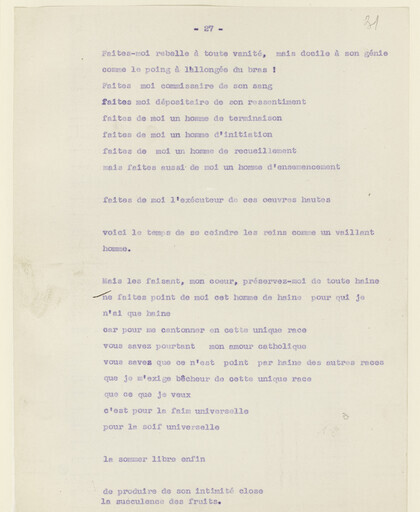 - 27 -
81
Faites-moi rebelle à toute vanité, mais docile à son génie
comme le poing à l'allongée du bras !
Faites moi commissaire de son sang
faites moi dépositaire de son ressentiment
faites de moi un homme de terminaison
faites de moi un homme d'initiation
faites de moi un homme de recueillement
mais faites aussi de moi un homme d'ensemencement
faites de moi l'exécuteur de ces oeuvres hautes
voici le temps de se ceindre les reins comme un vaillant
homme.
Mais les faisant, mon coeur, préservez-moi de toute haine
ne faites point de moi cet homme de haine pour qui je
n'ai que haine
car pour me cantonner en cette unique race
vous savez pourtant mon amour catholique
vous savez que ce n'est point par haine des autres races
que je m'exige bêcheur de cette unique race
que ce que je veux
c'est pour la faim universelle
pour la soif universelle
la sommer libre enfin
de produire de son intimité close
la succulence des fruits.